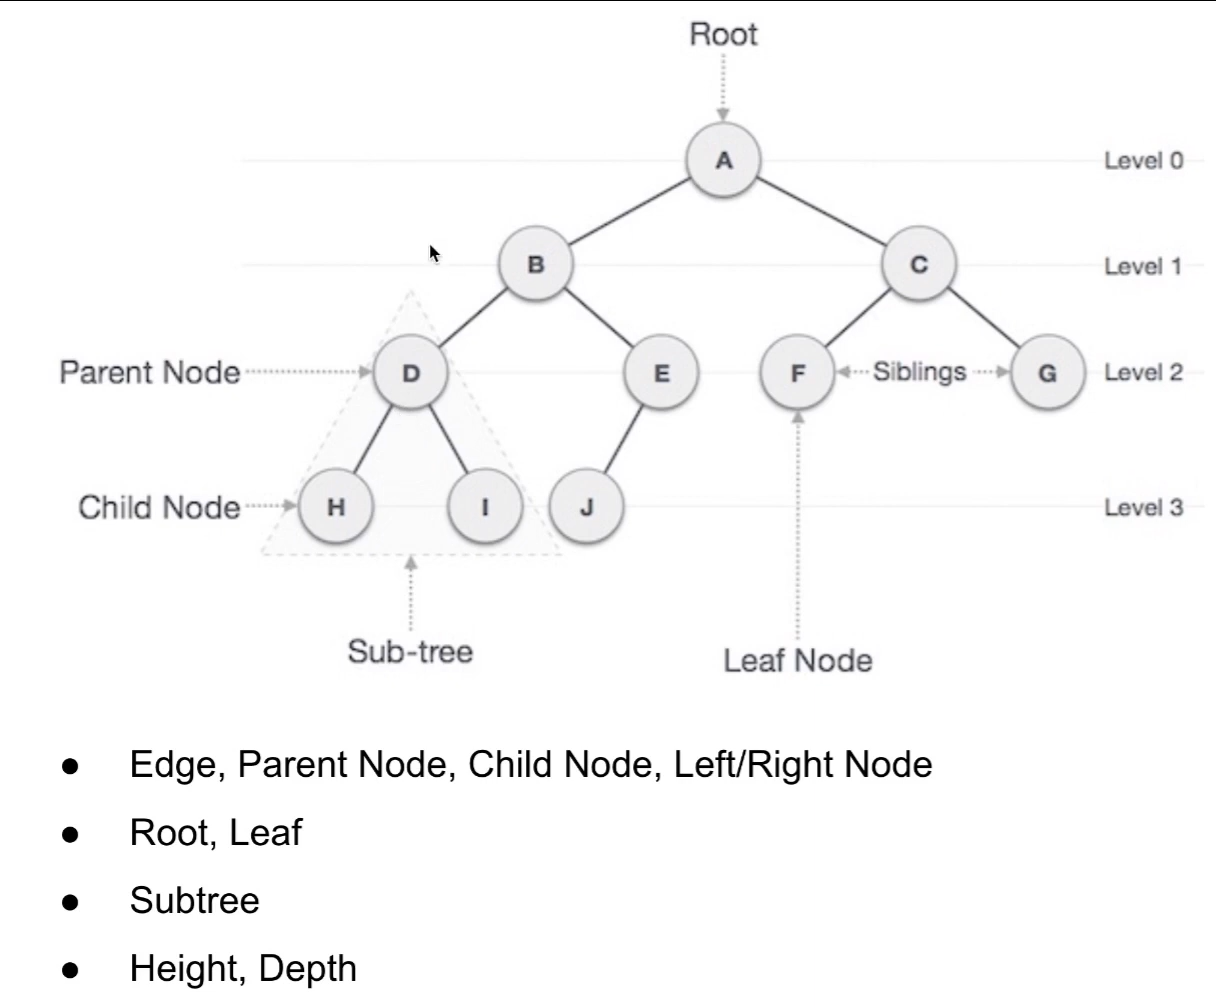 Root
A
Level 0
B
C
Level 1
Parent Node
D
E
F
Siblings
G
Level 2
Child Node
H
I
J
Level 3
Sub-tree
Leaf Node
● Edge, Parent Node, Child Node, Left/Right Node
● Root, Leaf
● Subtree
● Height, Depth